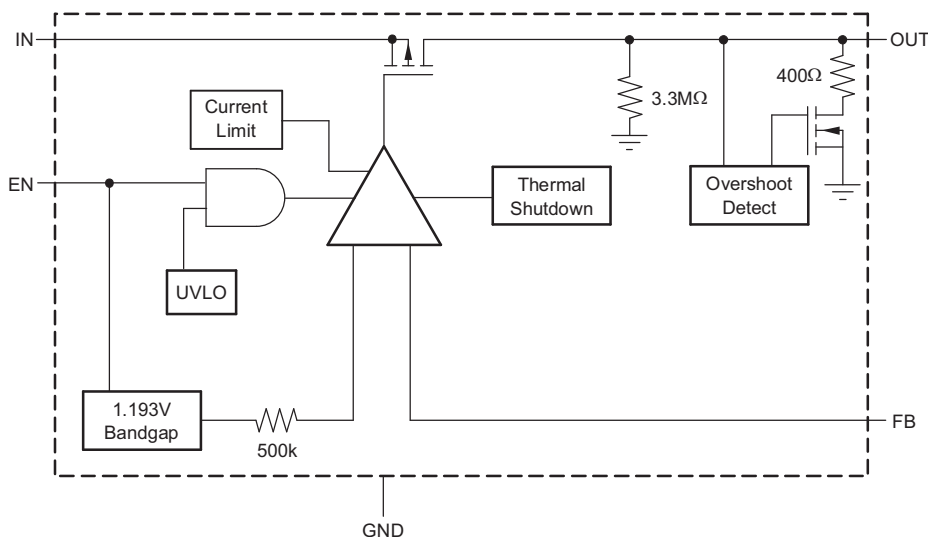 IN
OUT
400Ω
3.3MΩ
Current
Limit
EN
Thermal
Shutdown
Overshoot
Detect
UVLO
1.193V
Bandgap
500k
FB
GND